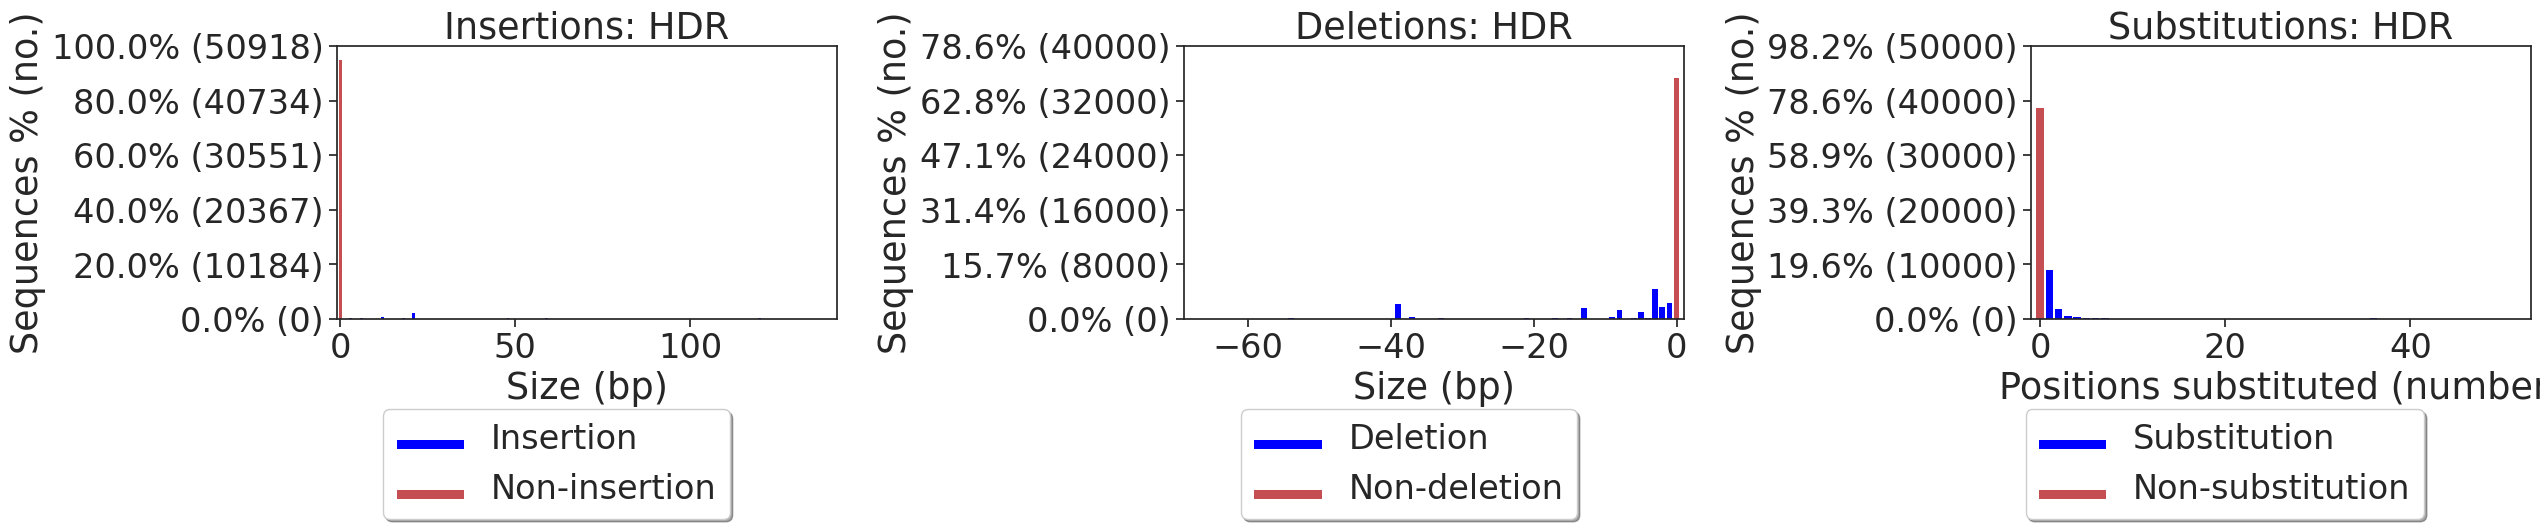 Insertions: HDR
Sequences % (no.)
100.0% (50918)
80.0% (40734)
60.0% (30551)
40.0% (20367)
20.0% (10184)
0.0% (0)
0 50 100
Size (bp)
Insertion
Non-insertion
Deletions: HDR
Sequences % (no.)
78.6% (40000)
62.8% (32000)
47.1% (24000)
31.4% (16000)
15.7% (8000)
0.0% (0)
−60 −40 −20 0
Size (bp)
Deletion
Non-deletion
Substitutions: HDR
Sequences % (no.)
98.2% (50000)
78.6% (40000)
58.9% (30000)
39.3% (20000)
19.6% (10000)
0.0% (0)
0 20 40
Positions substituted (number
Substitution
Non-substitution